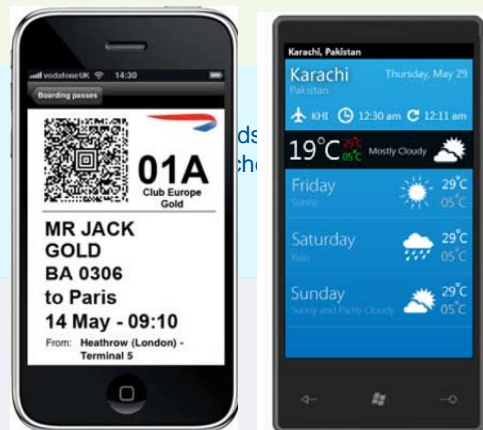 vodafoneUK 14:30
Boarding passes
01A
Club Europe
Gold
MR JACK
GOLD
BA 0306
to Paris
14 May - 09:10
From: Heathrow (London) -
Terminal 5
ds
che
Karachi, Pakistan
Karachi Thursday, May 29
Pakistan
KHI 12:30 am 12:11 am
19°C 29°C 05°C Mostly Cloudy
Friday 29°C
Sunny 05°C
Saturday 29°C
Rain 05°C
Sunday 29°C
Sunny and Partly Cloudy 05°C